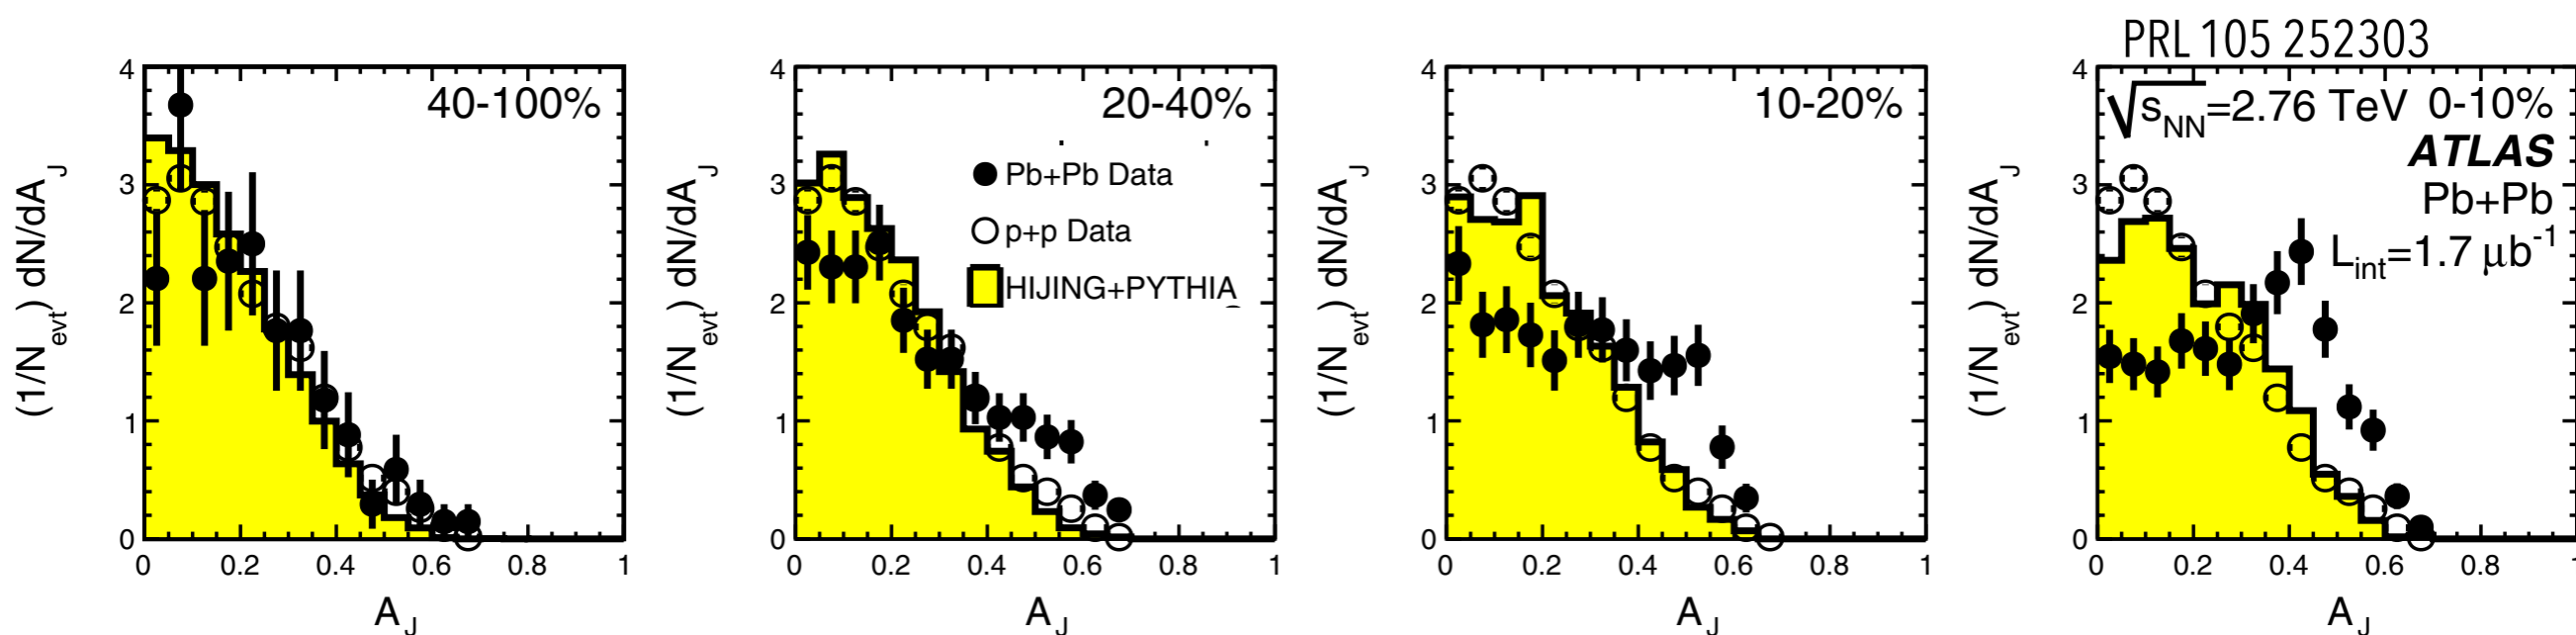 PRL 105 252303
40-100%
20-40%
10-20%
√s_NN=2.76 TeV 0-10%
ATLAS
Pb+Pb
L_int=1.7 μb^-1
Pb+Pb Data
p+p Data
HIJING+PYTHIA
(1/N_evt) dN/dA_J
(1/N_evt) dN/dA_J
(1/N_evt) dN/dA_J
(1/N_evt) dN/dA_J
4
3
2
1
0
4
3
2
1
0
4
3
2
1
0
4
3
2
1
0
0 0.2 0.4 0.6 0.8 1
0 0.2 0.4 0.6 0.8 1
0 0.2 0.4 0.6 0.8 1
0 0.2 0.4 0.6 0.8
A_J
A_J
A_J
A_J